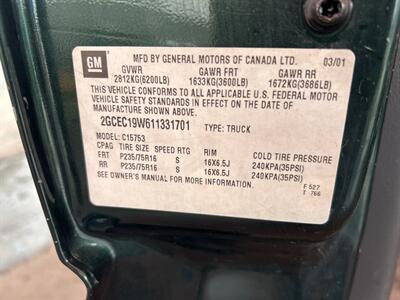 GM MFD BY GENERAL MOTORS OF CANADA LTD. 03/01
GVWR GAWR FRT GAWR RR
2812KG(6200LB) 1633KG(3600LB) 1672KG(3686LB)
THIS VEHICLE CONFORMS TO ALL APPLICABLE U.S. FEDERAL MOTOR
VEHICLE SAFETY STANDARDS IN EFFECT ON THE DATE OF
MANUFACTURE SHOWN ABOVE.
2GCEC19W611331701 TYPE: TRUCK
MODEL: C15753
CPAG TIRE SIZE SPEED RTG RIM COLD TIRE PRESSURE
FRT P235/75R16 S 16X6.5J 240KPA(35PSI)
RR P235/75R16 S 16X6.5J 240KPA(35PSI)
SEE OWNER'S MANUAL FOR MORE INFORMATION
F 527
T 766